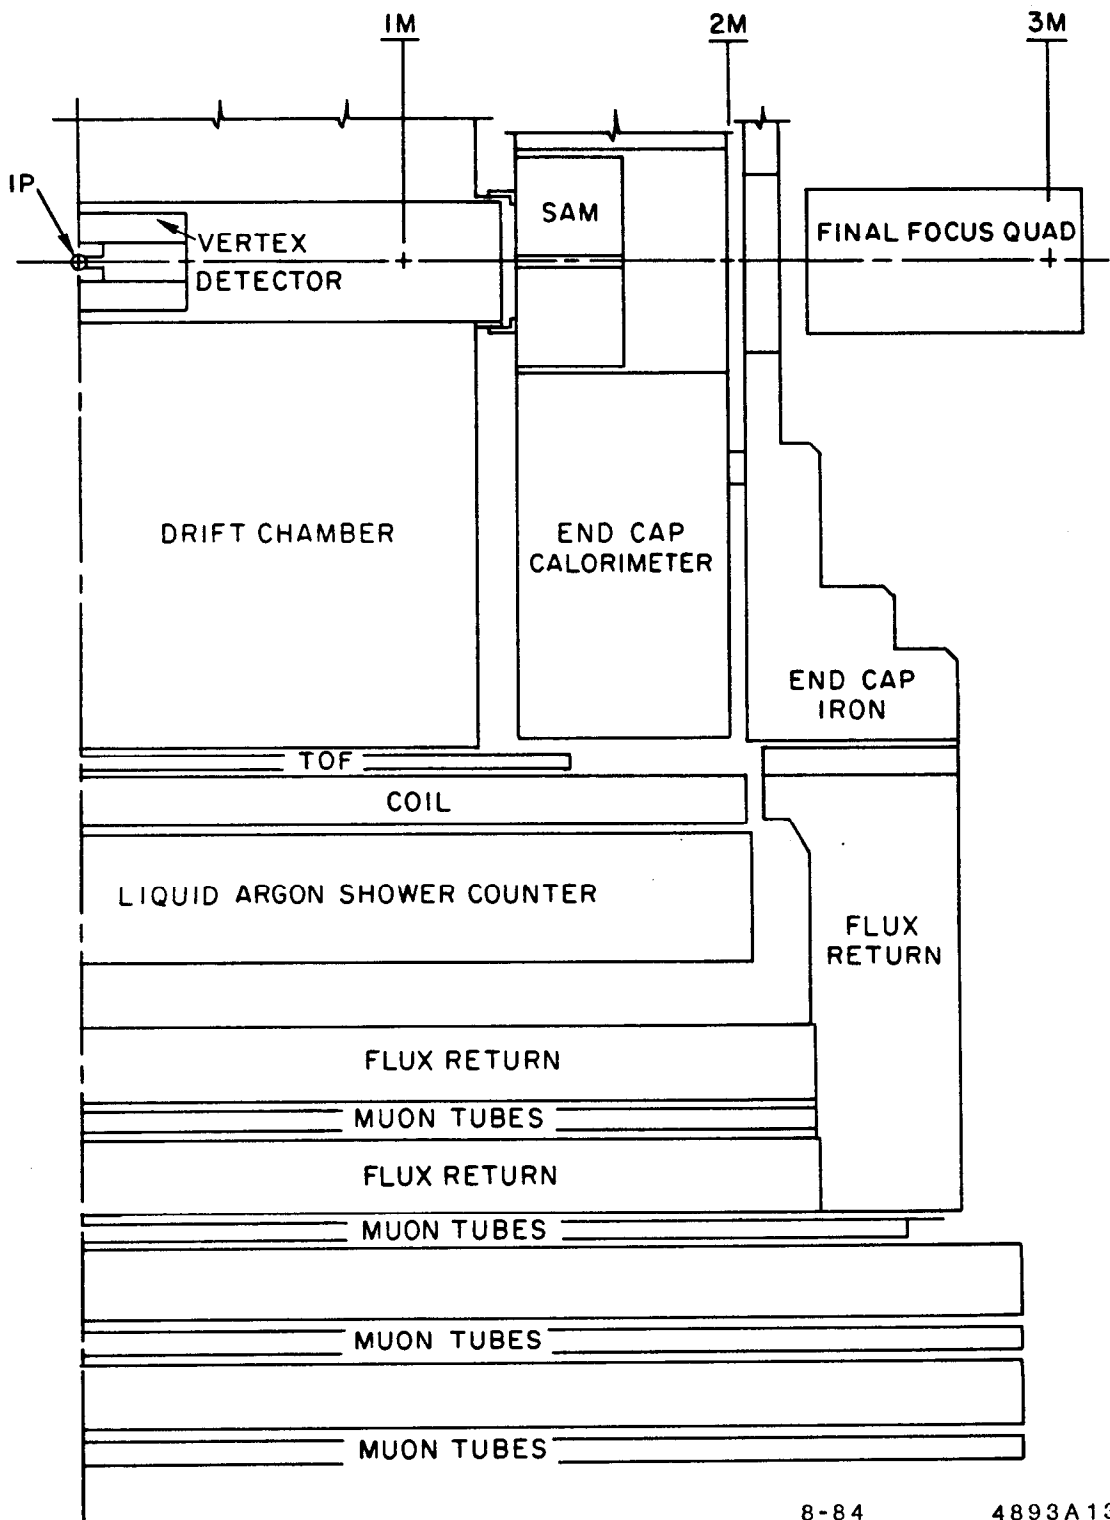 1M
2M
3M
IP
SAM
VERTEX
DETECTOR
FINAL FOCUS QUAD
DRIFT CHAMBER
END CAP
CALORIMETER
END CAP
IRON
TOF
COIL
LIQUID ARGON SHOWER COUNTER
FLUX
RETURN
FLUX RETURN
MUON TUBES
FLUX RETURN
MUON TUBES
MUON TUBES
MUON TUBES
8-84
4893A13